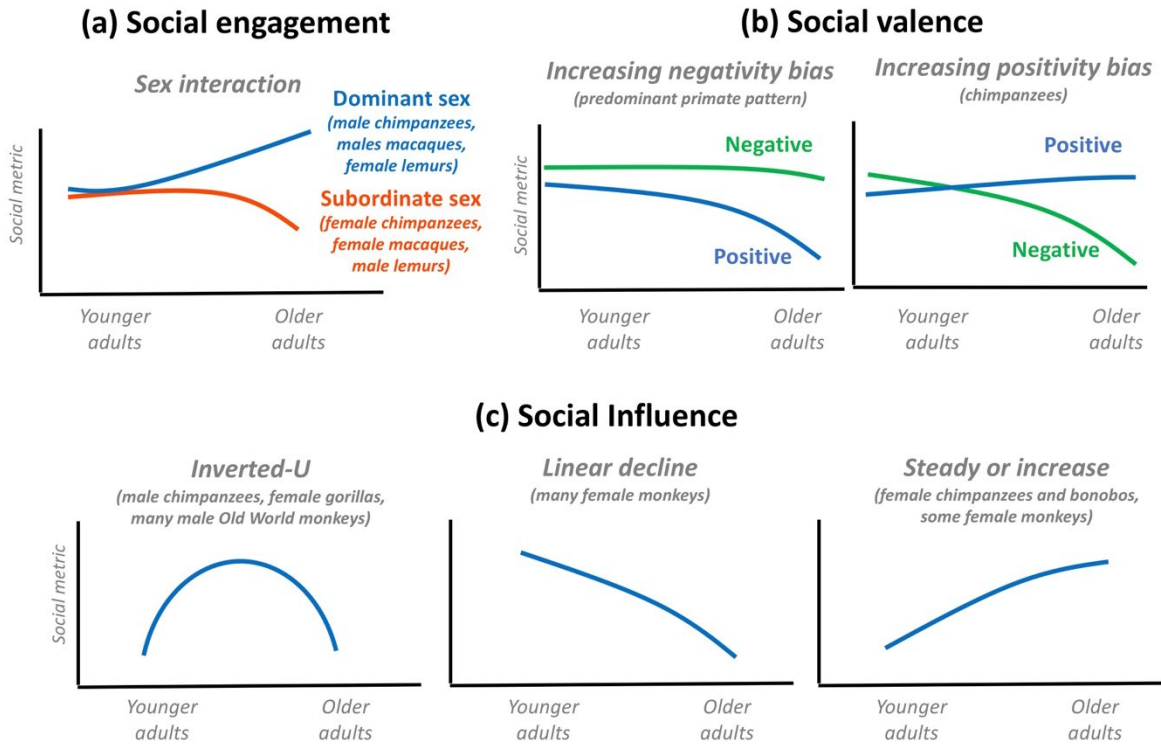 (a) Social engagement
Sex interaction
Dominant sex
(male chimpanzees,
males macaques,
female lemurs)
Subordinate sex
(female chimpanzees,
female macaques,
male lemurs)
Social metric
Younger
adults
Older
adults
(b) Social valence
Increasing negativity bias
(predominant primate pattern)
Negative
Positive
Social metric
Younger
adults
Older
adults
Increasing positivity bias
(chimpanzees)
Positive
Negative
Younger
adults
Older
adults
(c) Social Influence
Inverted-U
(male chimpanzees, female gorillas,
many male Old World monkeys)
Social metric
Younger
adults
Older
adults
Linear decline
(many female monkeys)
Younger
adults
Older
adults
Steady or increase
(female chimpanzees and bonobos,
some female monkeys)
Younger
adults
Older
adults